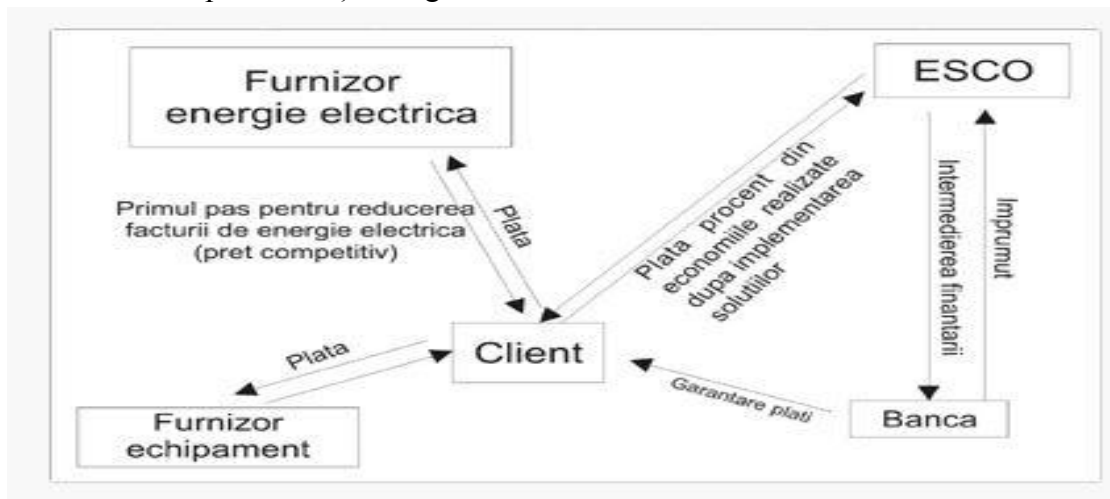 Furnizor
energie electrica
ESCO
Primul pas pentru reducerea
facturii de energie electrica
(pret competitiv)
Plata
Plata procent din
economiile realizate
dupa implementarea
solutiilor
Intermedierea finantarii
Imprumut
Plata
Client
Garantare plati
Furnizor
echipament
Banca